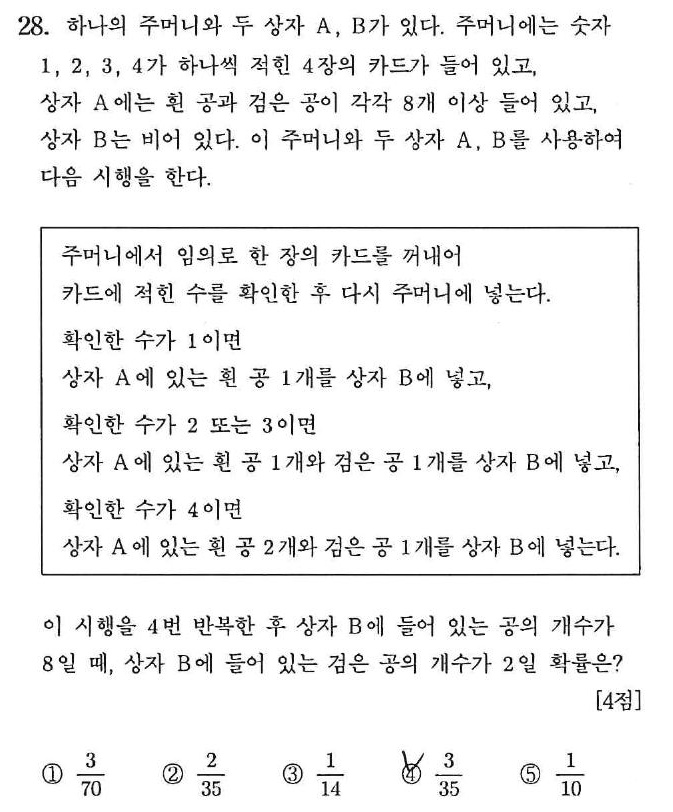 28. 하나의 주머니와 두 상자 A, B가 있다. 주머니에는 숫자
1, 2, 3, 4가 하나씩 적힌 4장의 카드가 들어 있고,
상자 A에는 흰 공과 검은 공이 각각 8개 이상 들어 있고,
상자 B는 비어 있다. 이 주머니와 두 상자 A, B를 사용하여
다음 시행을 한다.
주머니에서 임의로 한 장의 카드를 꺼내어
카드에 적힌 수를 확인한 후 다시 주머니에 넣는다.
확인한 수가 1이면
상자 A에 있는 흰 공 1개를 상자 B에 넣고,
확인한 수가 2 또는 3이면
상자 A에 있는 흰 공 1개와 검은 공 1개를 상자 B에 넣고,
확인한 수가 4이면
상자 A에 있는 흰 공 2개와 검은 공 1개를 상자 B에 넣는다.
이 시행을 4번 반복한 후 상자 B에 들어 있는 공의 개수가
8일 때, 상자 B에 들어 있는 검은 공의 개수가 2일 확률은?
[4점]
① 3/70 ② 2/35 ③ 1/14 ④ 3/35 ⑤ 1/10